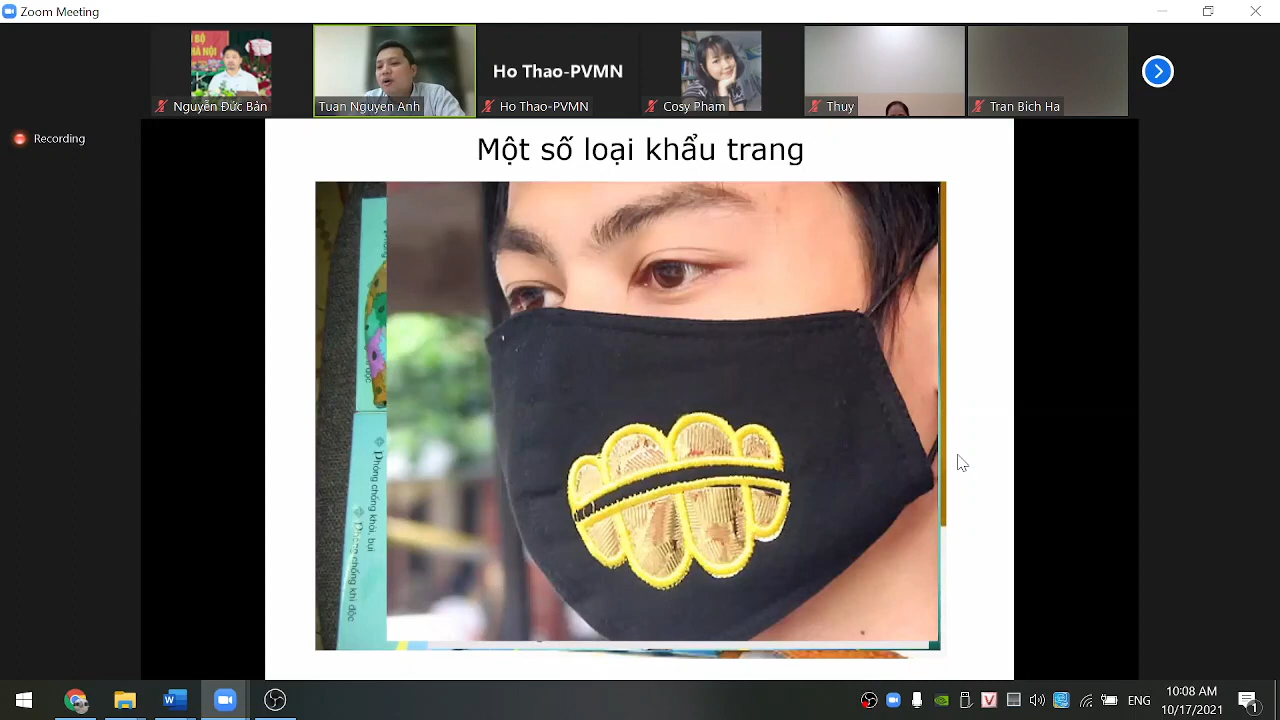 Zoom Meeting
HÀ NỘI
Nguyễn Đức Bản
Tuan Nguyen Anh
Ho Thao-PVMN
Ho Thao-PVMN
Cosy Pham
Thuy
Tran Bich Ha
Recording
Một số loại khẩu trang
Phòng chống khói, bụi
Phòng chống khí độc
ENG
10:08 AM
10/17/2021